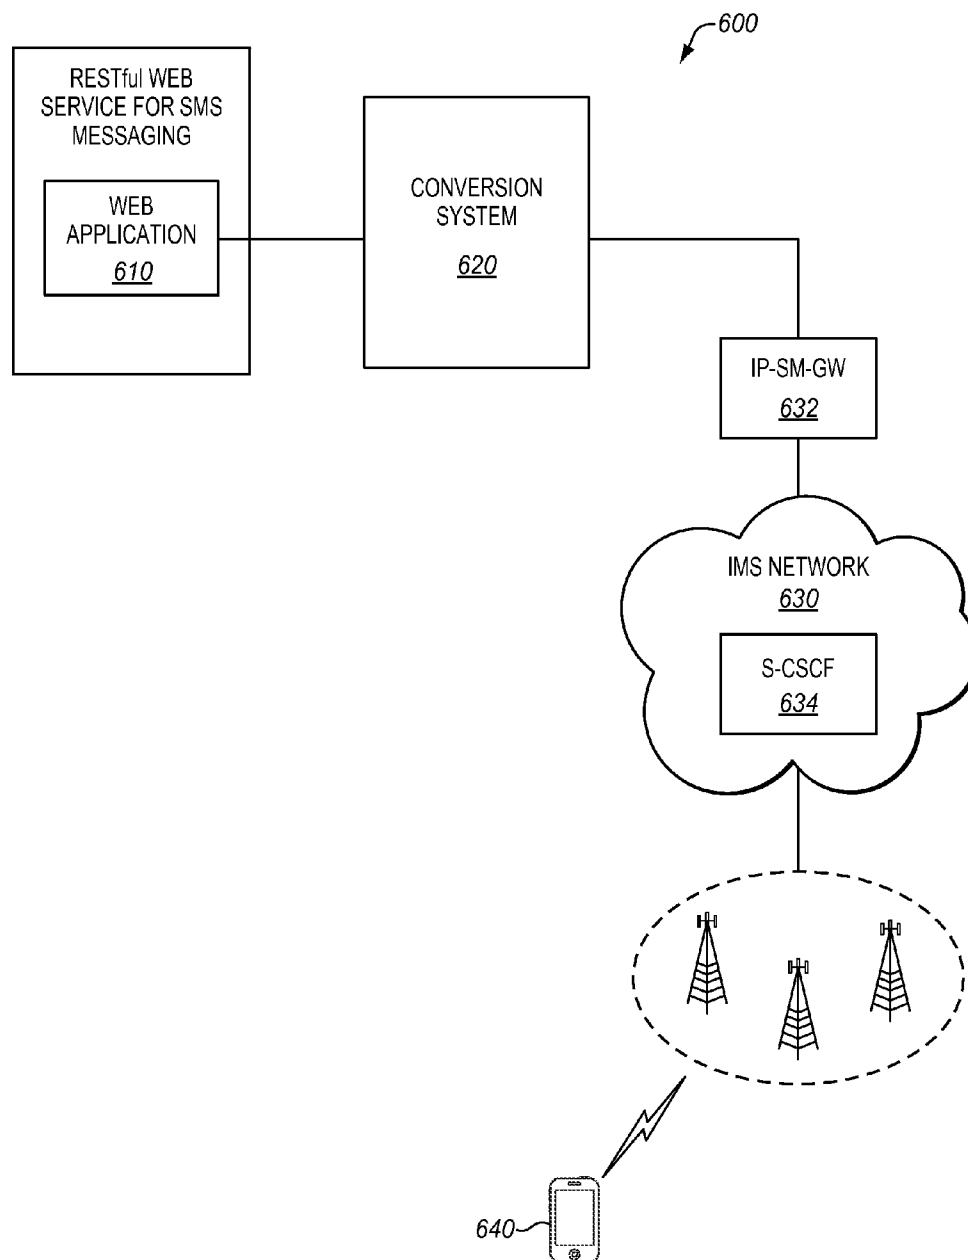 600
RESTful WEB
SERVICE FOR SMS
MESSAGING
WEB
APPLICATION
610
CONVERSION
SYSTEM
620
IP-SM-GW
632
IMS NETWORK
630
S-CSCF
634
640